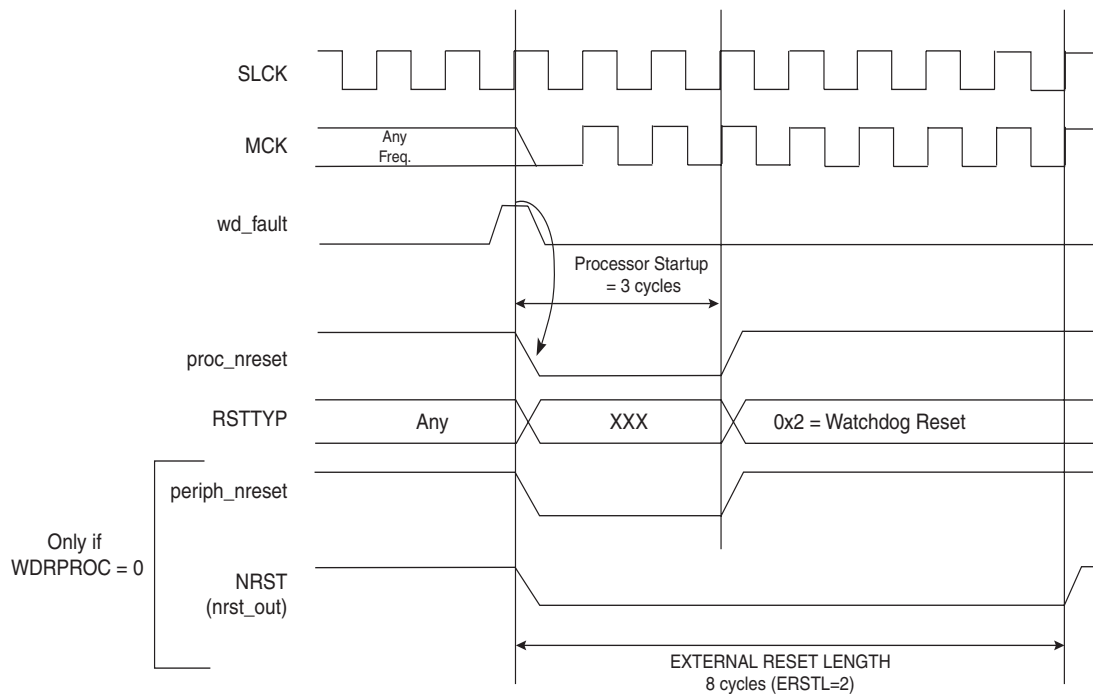 SLCK
MCK
Any
Freq.
wd_fault
Processor Startup
= 3 cycles
proc_nreset
RSTTYP
Any
XXX
0x2 = Watchdog Reset
periph_nreset
Only if
WDRPROC = 0
NRST
(nrst_out)
EXTERNAL RESET LENGTH
8 cycles (ERSTL=2)